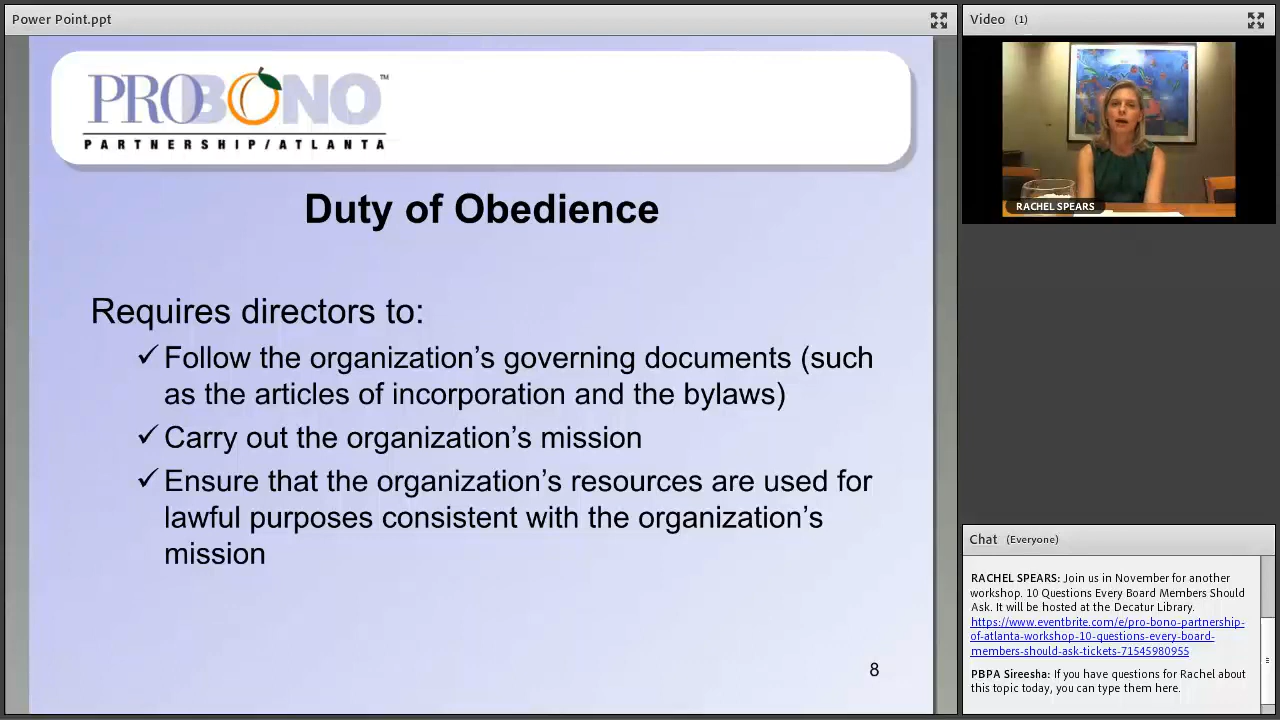 Power Point.ppt
PROBONO™
PARTNERSHIP/ATLANTA
Duty of Obedience
Requires directors to:
✓Follow the organization’s governing documents (such
as the articles of incorporation and the bylaws)
✓Carry out the organization’s mission
✓Ensure that the organization’s resources are used for
lawful purposes consistent with the organization’s
mission
8
Video (1)
RACHEL SPEARS
Chat (Everyone)
RACHEL SPEARS: Join us in November for another
workshop. 10 Questions Every Board Members Should
Ask. It will be hosted at the Decatur Library.
https://www.eventbrite.com/e/pro-bono-partnership-
of-atlanta-workshop-10-questions-every-board-
members-should-ask-tickets-71545980955
PBPA Sireesha: If you have questions for Rachel about
this topic today, you can type them here.